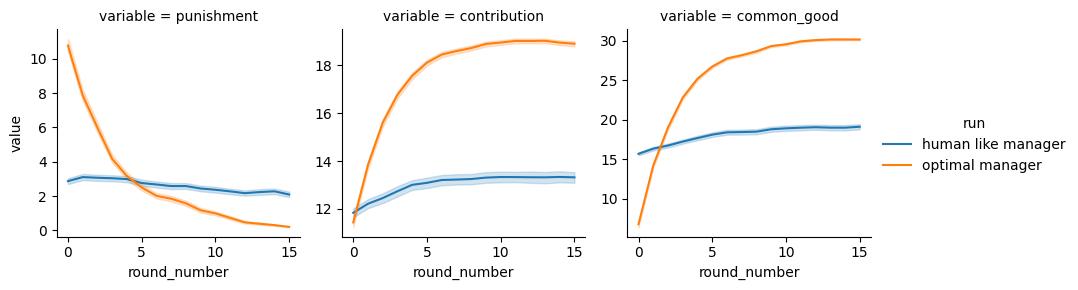 variable = punishment
variable = contribution
variable = common_good
value
10
8
6
4
2
0
18
16
14
12
30
25
20
15
10
0 5 10 15
0 5 10 15
0 5 10 15
round_number
round_number
round_number
run
human like manager
optimal manager